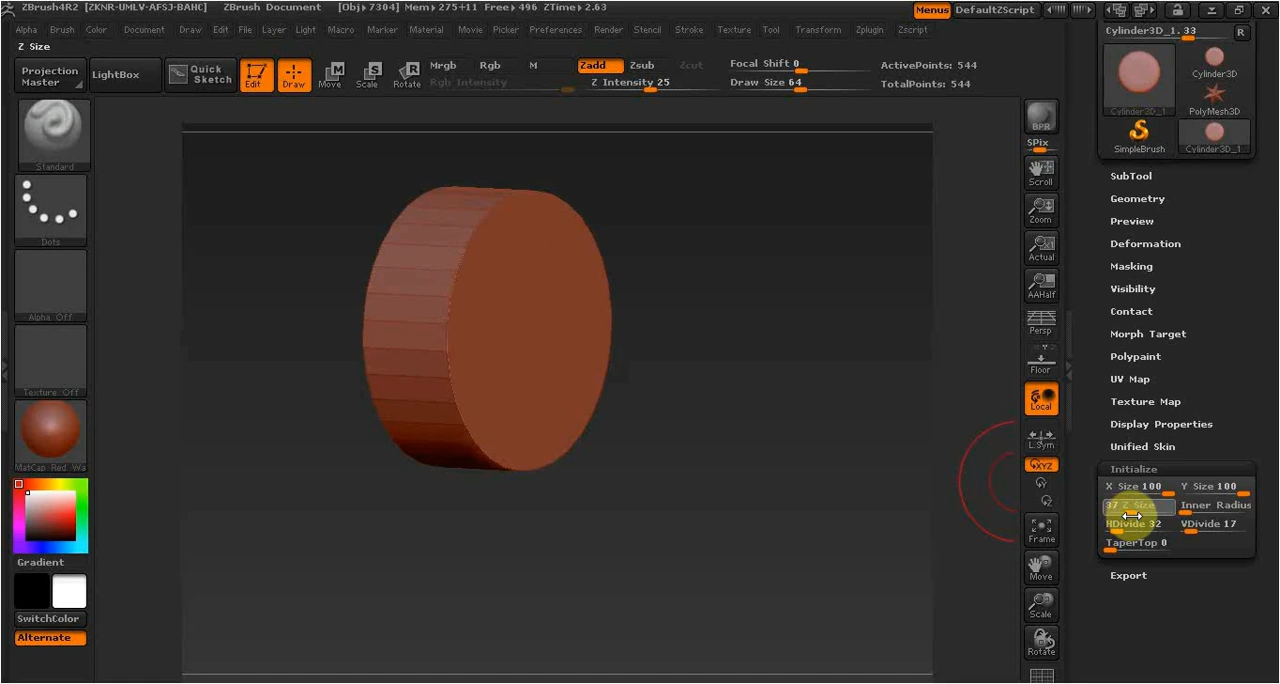 ZBrush4R2 [ZKNR-UMLV-AFSJ-BAHC] ZBrush Document [Obj▸7304] Mem▸275+11 Free▸496 ZTime▸2.63 Menus DefaultZScript
Alpha Brush Color Document Draw Edit File Layer Light Macro Marker Material Movie Picker Preferences Render Stencil Stroke Texture Tool Transform Zplugin Zscript
Z Size
Projection Master
LightBox
Quick Sketch
Edit
Draw
Move
Scale
Rotate
Mrgb Rgb M
Rgb Intensity
Zadd Zsub Zcut
Z Intensity 25
Focal Shift 0
Draw Size 64
ActivePoints: 544
TotalPoints: 544
Standard
Dots
Alpha Off
Texture Off
MatCap Red Wa
Gradient
SwitchColor
Alternate
BPR
SPix
Scroll
Zoom
Actual
AAHalf
Persp
Floor
Local
L.Sym
XYZ
Y
Z
Frame
Move
Scale
Rotate
Cylinder3D_1. 33 R
Cylinder3D_1
Cylinder3D
PolyMesh3D
SimpleBrush
Cylinder3D_1
SubTool
Geometry
Preview
Deformation
Masking
Visibility
Contact
Morph Target
Polypaint
UV Map
Texture Map
Display Properties
Unified Skin
Initialize
X Size 100 Y Size 100
37 Z Size Inner Radius
HDivide 32 VDivide 17
TaperTop 0
Export